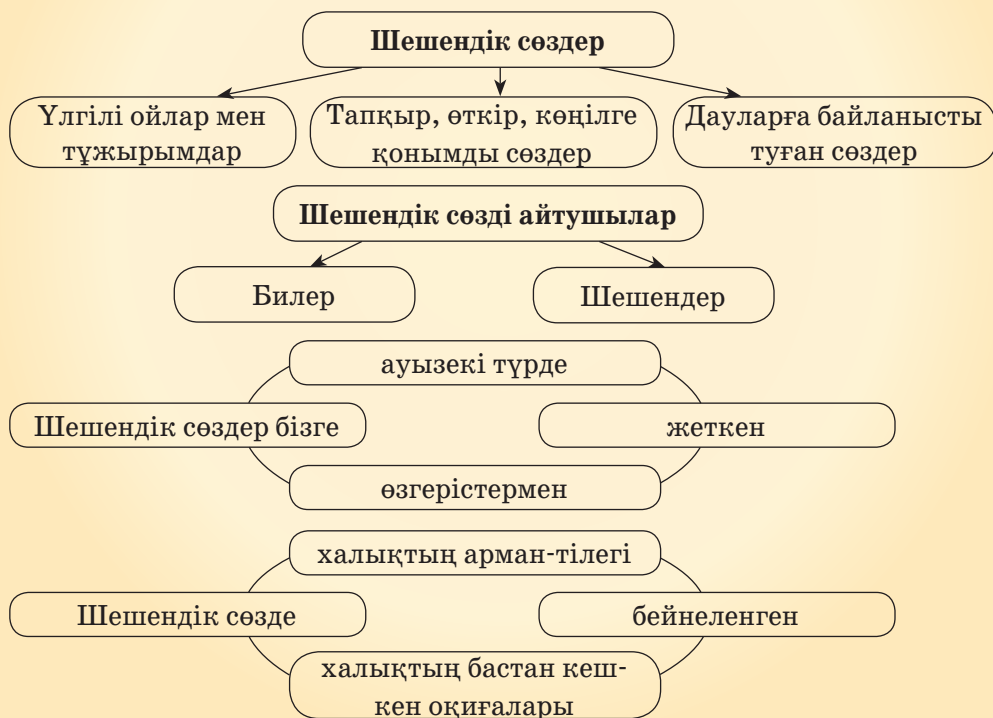 Шешендік сөздер
Үлгілі ойлар мен
тұжырымдар
Тапқыр, өткір, көңілге
қонымды сөздер
Дауларға байланысты
туған сөздер
Шешендік сөзді айтушылар
Билер
Шешендер
ауызекі түрде
Шешендік сөздер бізге
жеткен
өзгерістермен
халықтың арман-тілегі
Шешендік сөзде
бейнеленген
халықтың бастан кеш-
кен оқиғалары